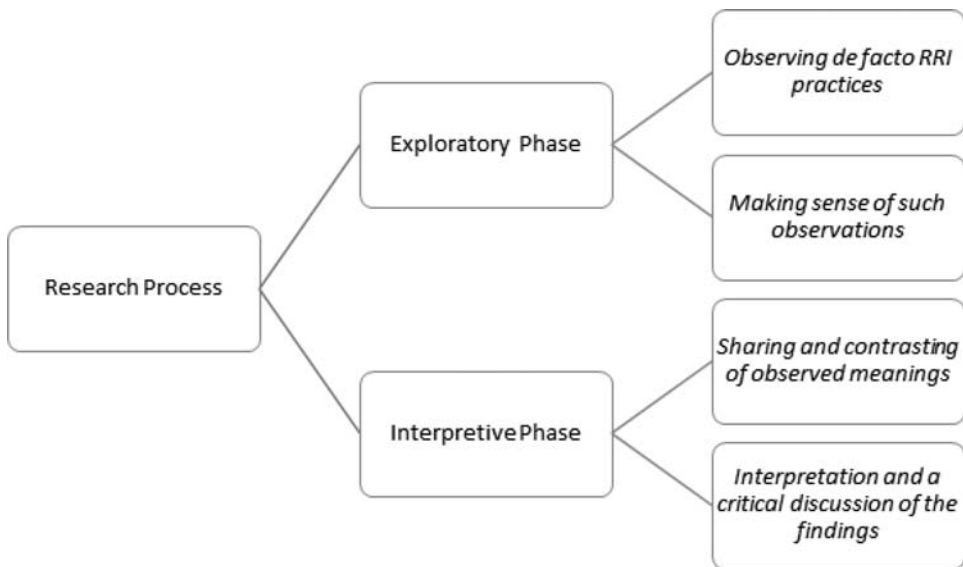 Research Process
Exploratory Phase
Observing de facto RRI
practices
Making sense of such
observations
Interpretive Phase
Sharing and contrasting
of observed meanings
Interpretation and a
critical discussion of the
findings